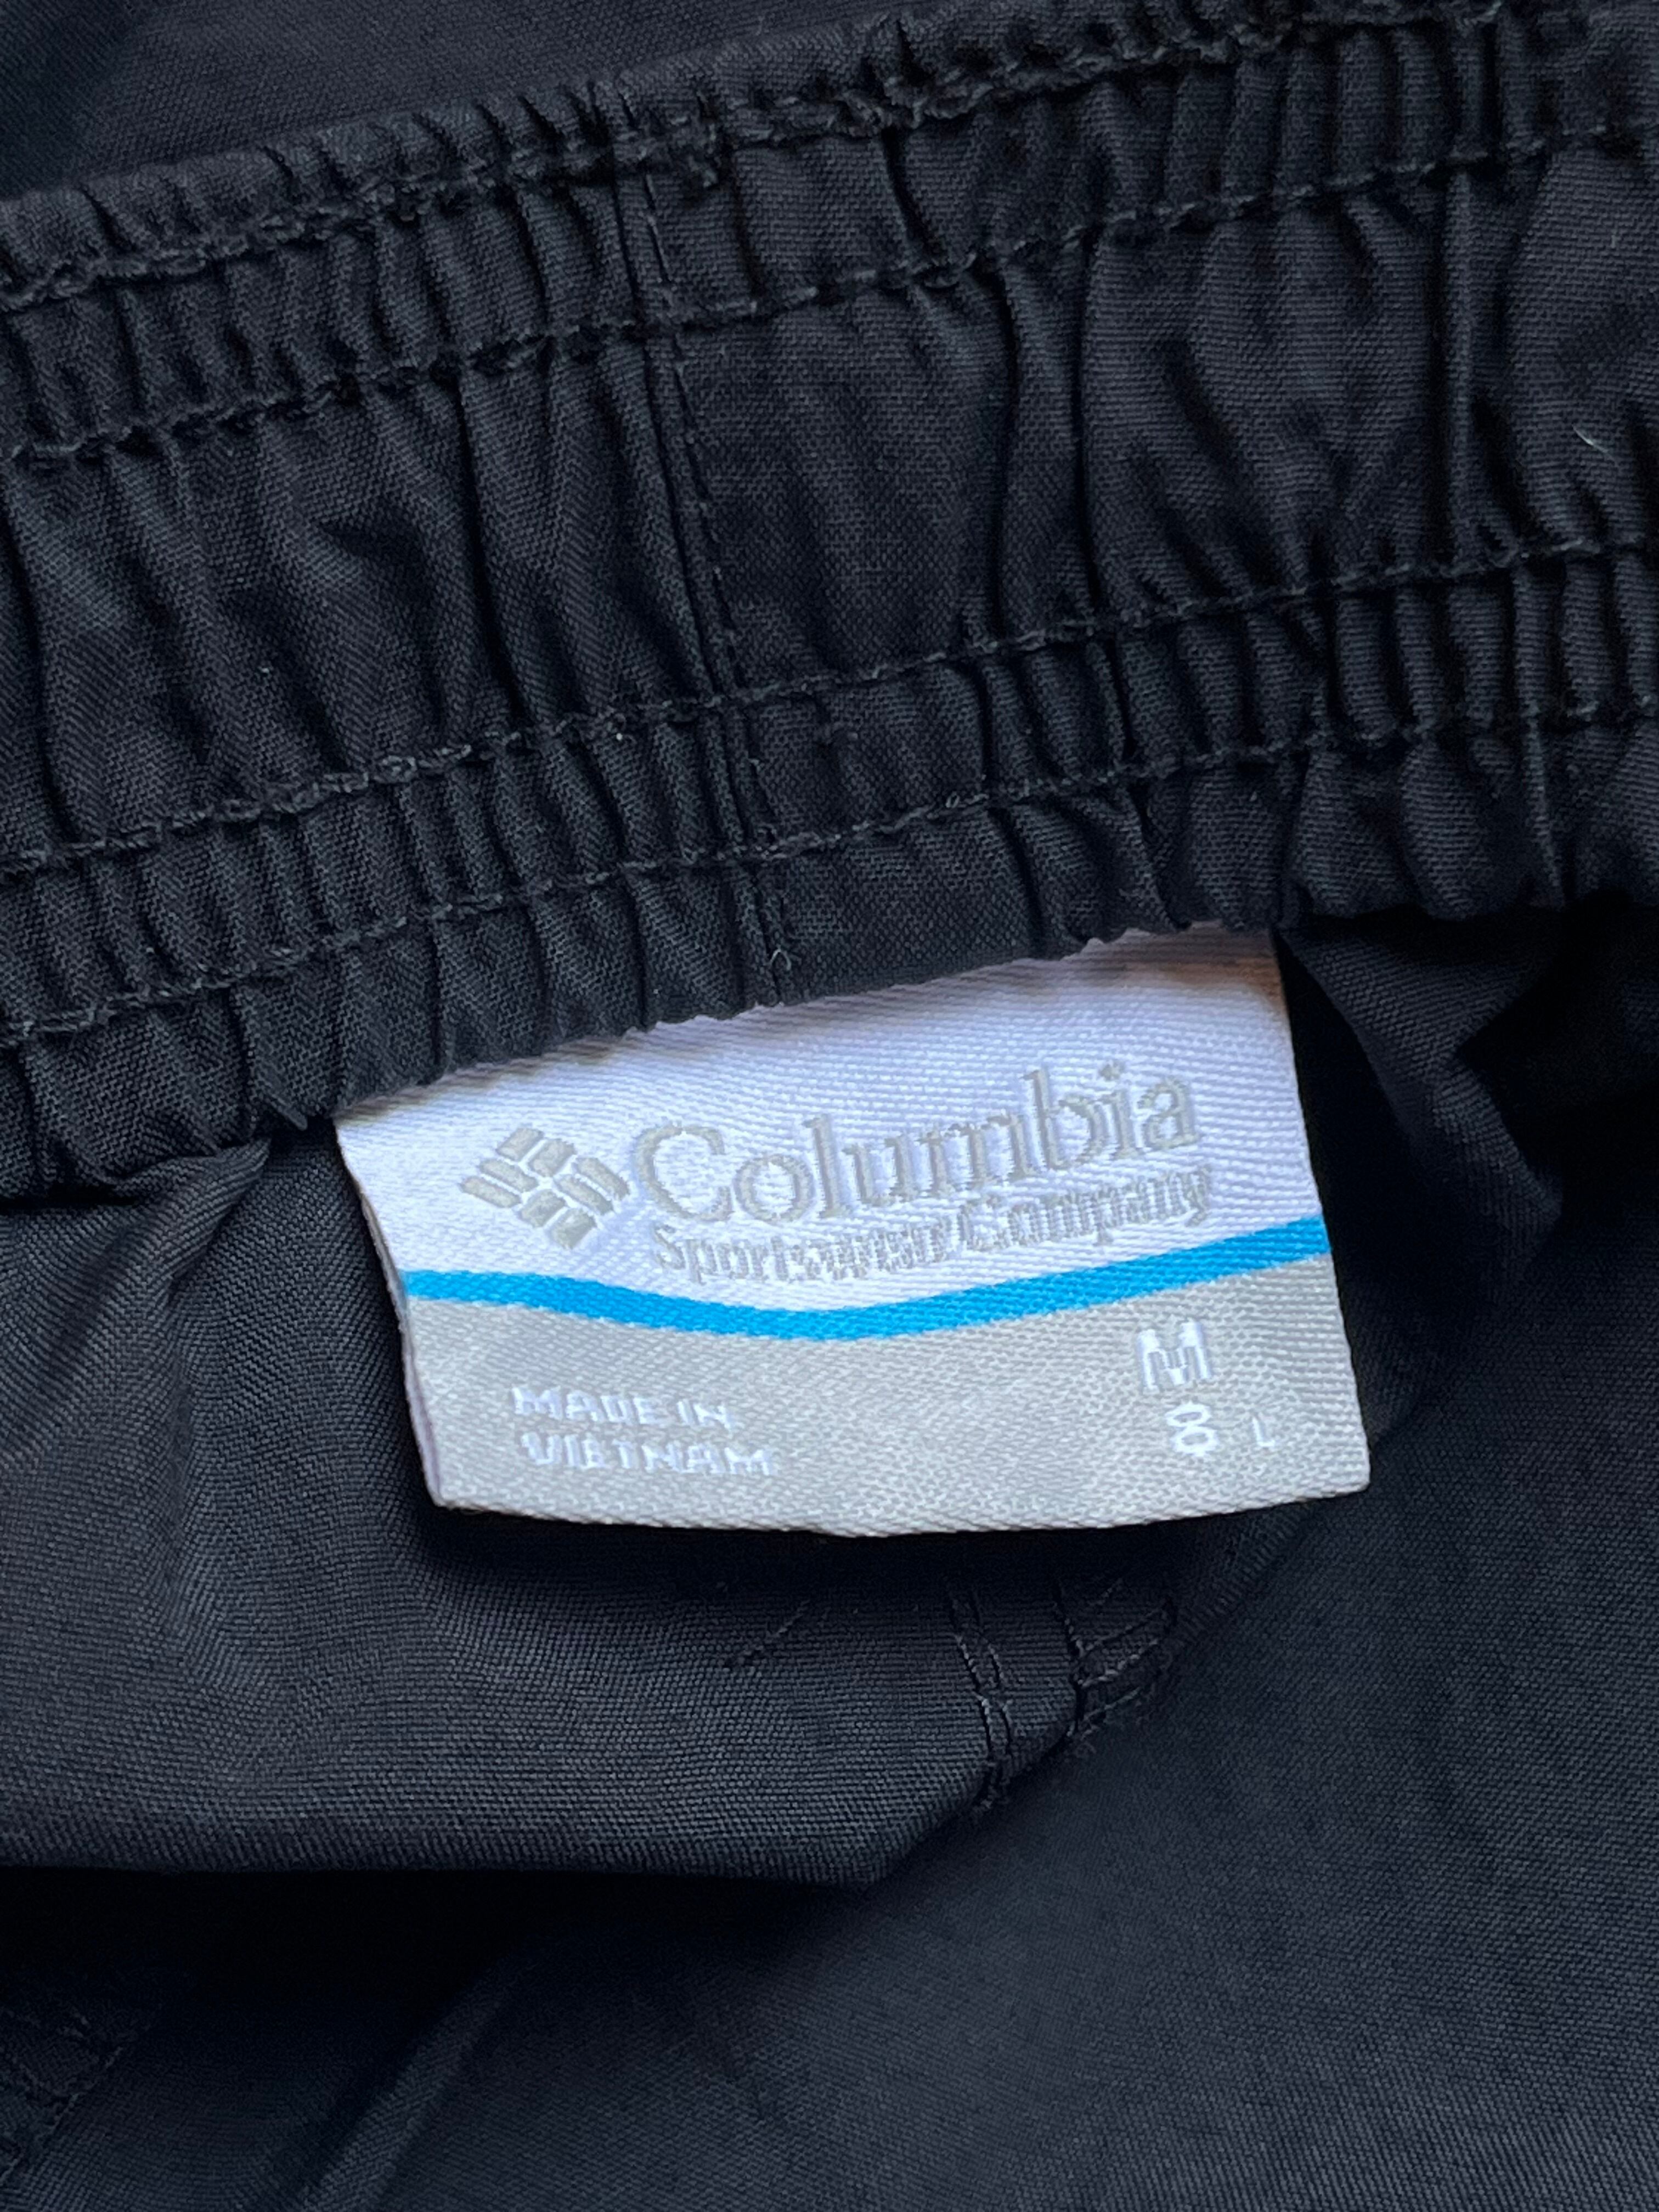 Columbia
Sportswear Company
M
8 L
MADE IN
VIETNAM